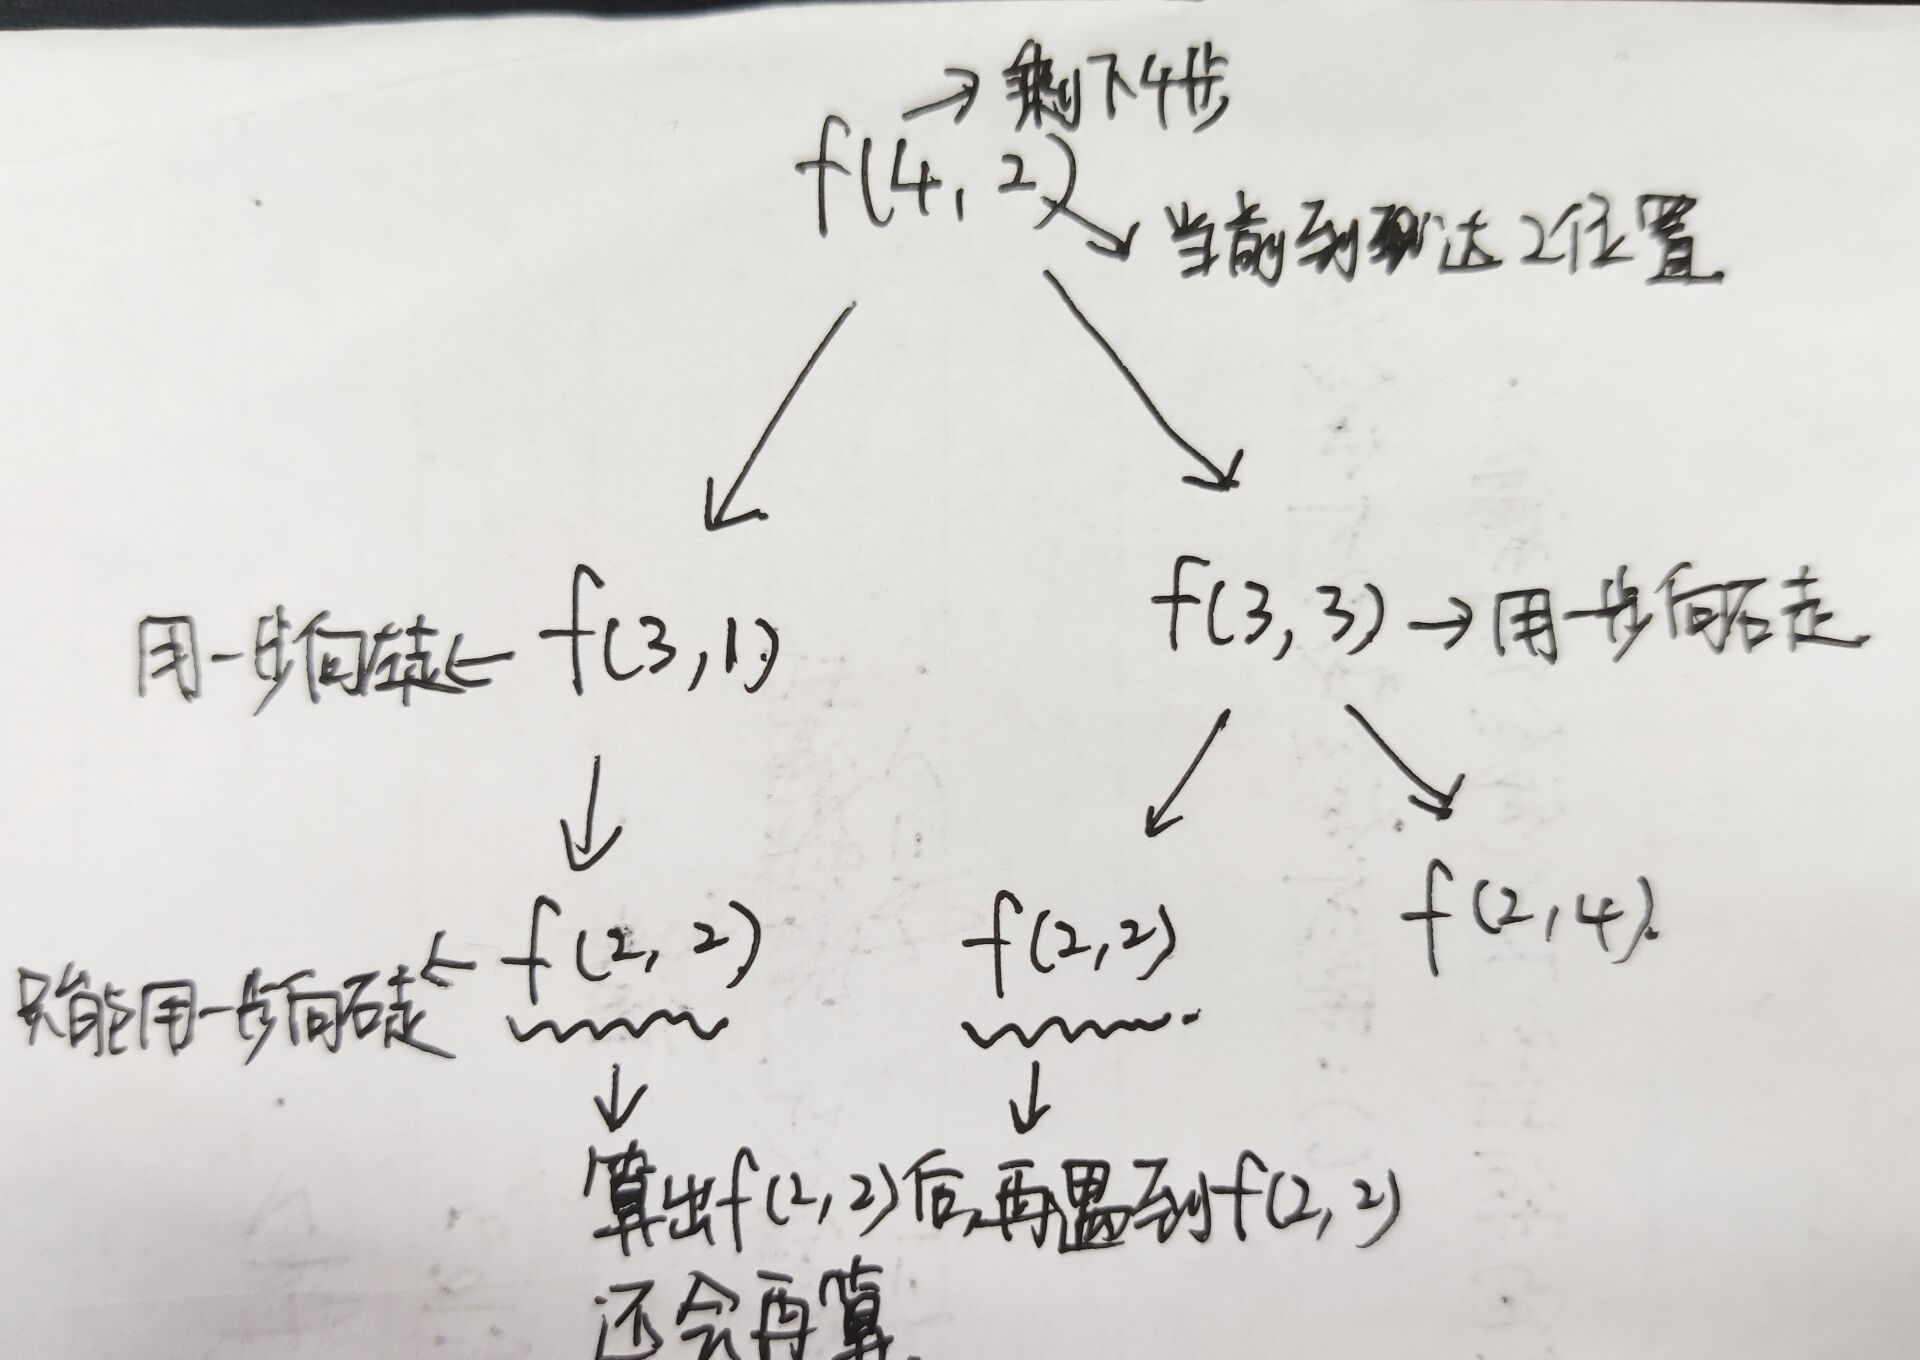 →剩下4步
f(4, 2)
→当前到达2位置
用一步向左走← f(3,1)
f(3,3)→用一步向右走
f(2,2)
f(2,2)
f(2,4).
只能用一步向右走←
算出f(2,2)后,再遇到f(2,2)
还会再算.